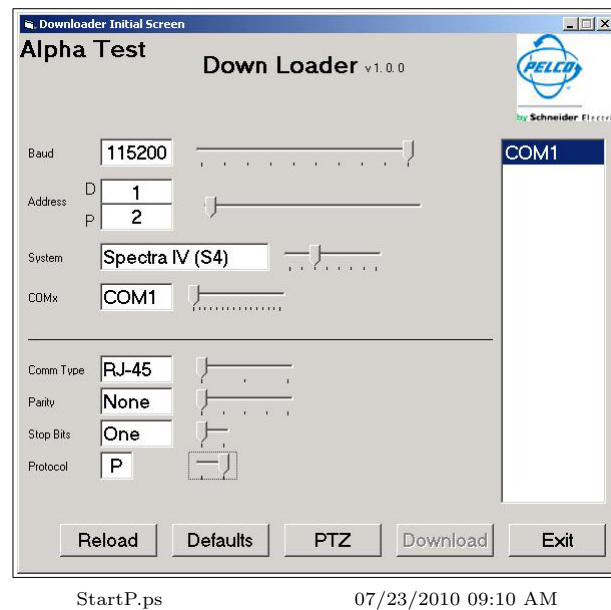 Downloader Initial Screen
Alpha Test
Down Loader v1.0.0
PELCO
by Schneider Electri
Baud 115200
COM1
Address D 1
P 2
System Spectra IV (S4)
COMx COM1
Comm Type RJ-45
Parity None
Stop Bits One
Protocol P
Reload Defaults PTZ Download Exit
StartP.ps 07/23/2010 09:10 AM